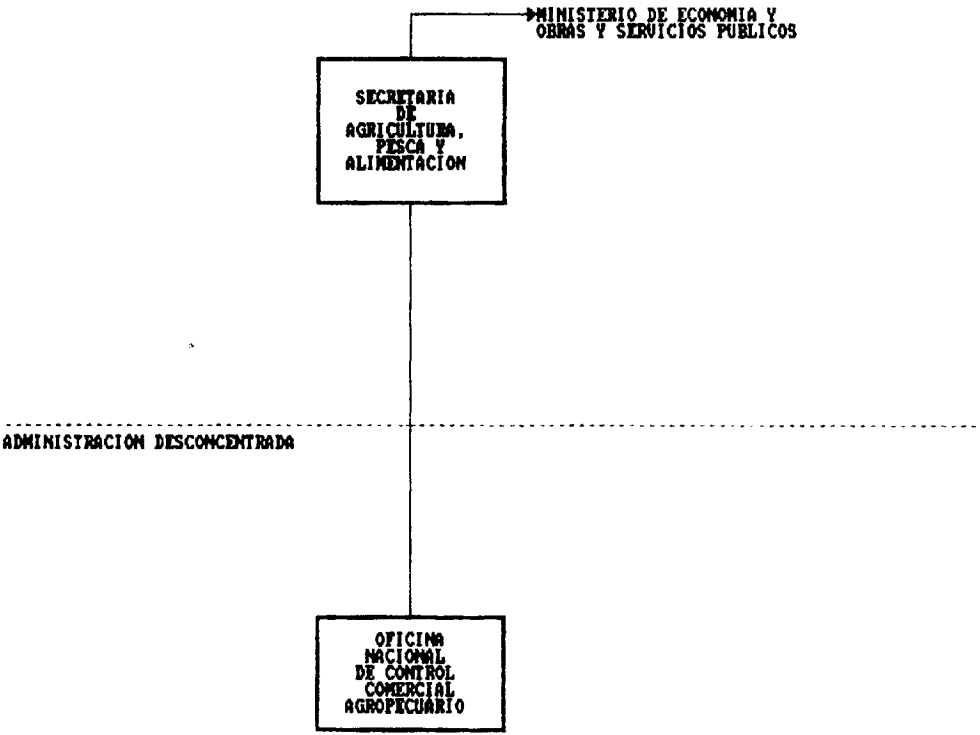 MINISTERIO DE ECONOMIA Y
OBRAS Y SERVICIOS PUBLICOS
SECRETARIA
DE
AGRICULTURA,
PESCA Y
ALIMENTACION
ADMINISTRACION DESCONCENTRADA
OFICINA
NACIONAL
DE CONTROL
COMERCIAL
AGROPECUARIO